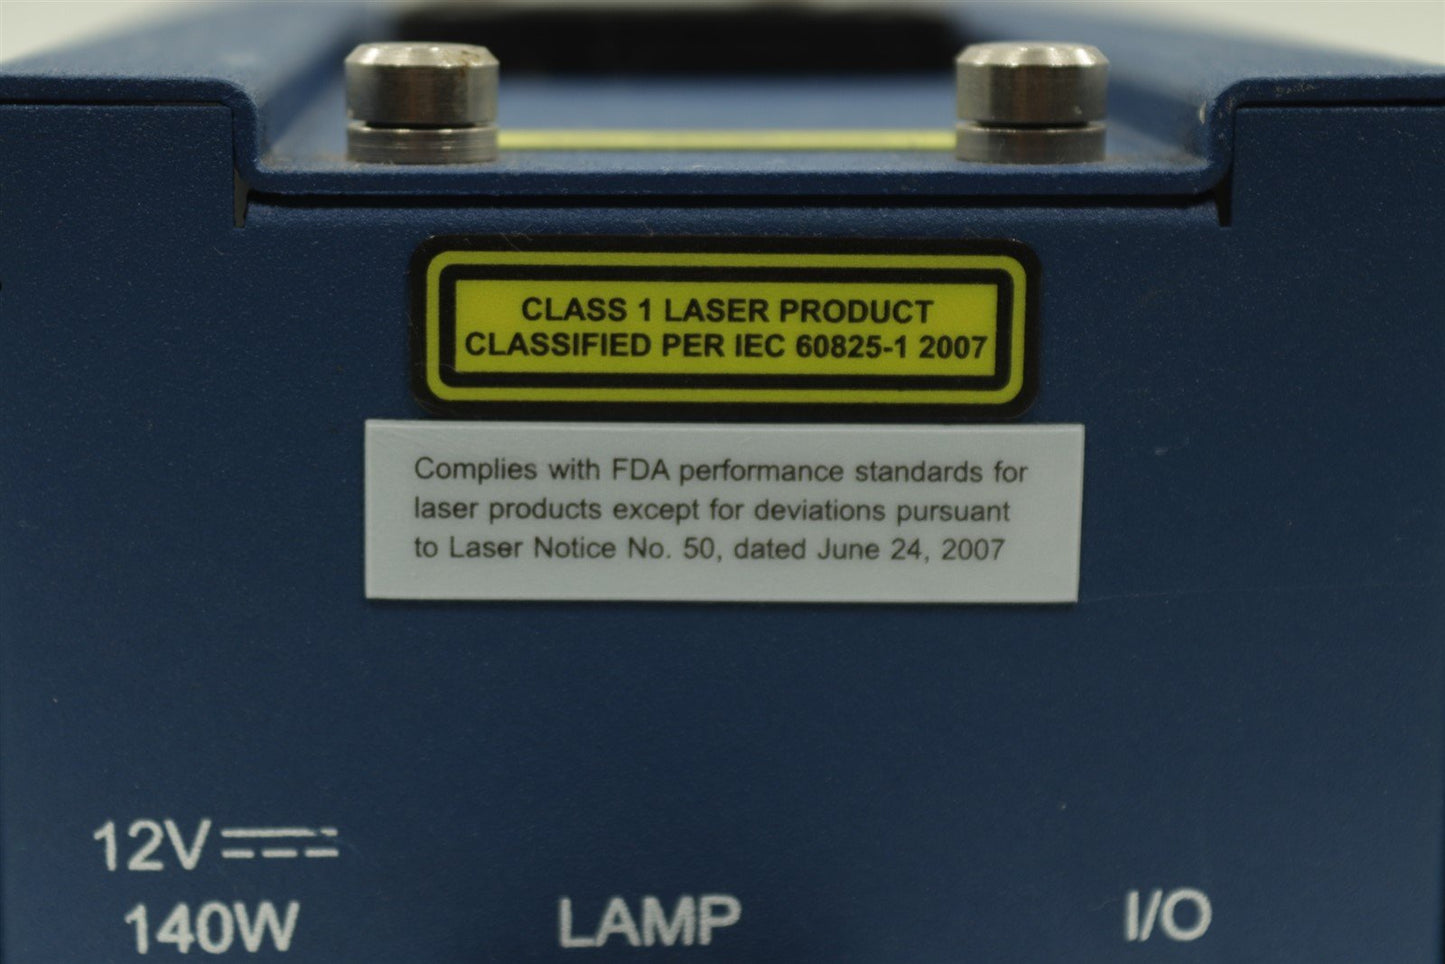 CLASS 1 LASER PRODUCT
CLASSIFIED PER IEC 60825-1 2007
Complies with FDA performance standards for
laser products except for deviations pursuant
to Laser Notice No. 50, dated June 24, 2007
12V
140W
LAMP
I/O